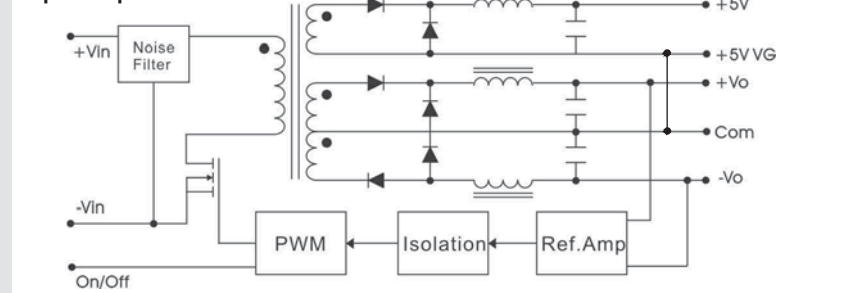 +5V
+Vin
Noise
Filter
+5V VG
+Vo
Com
-Vo
-Vin
PWM
Isolation
Ref.Amp
On/Off